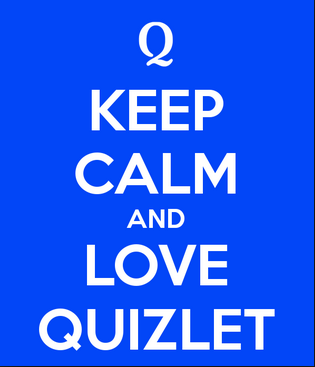 Q
KEEP
CALM
AND
LOVE
QUIZLET